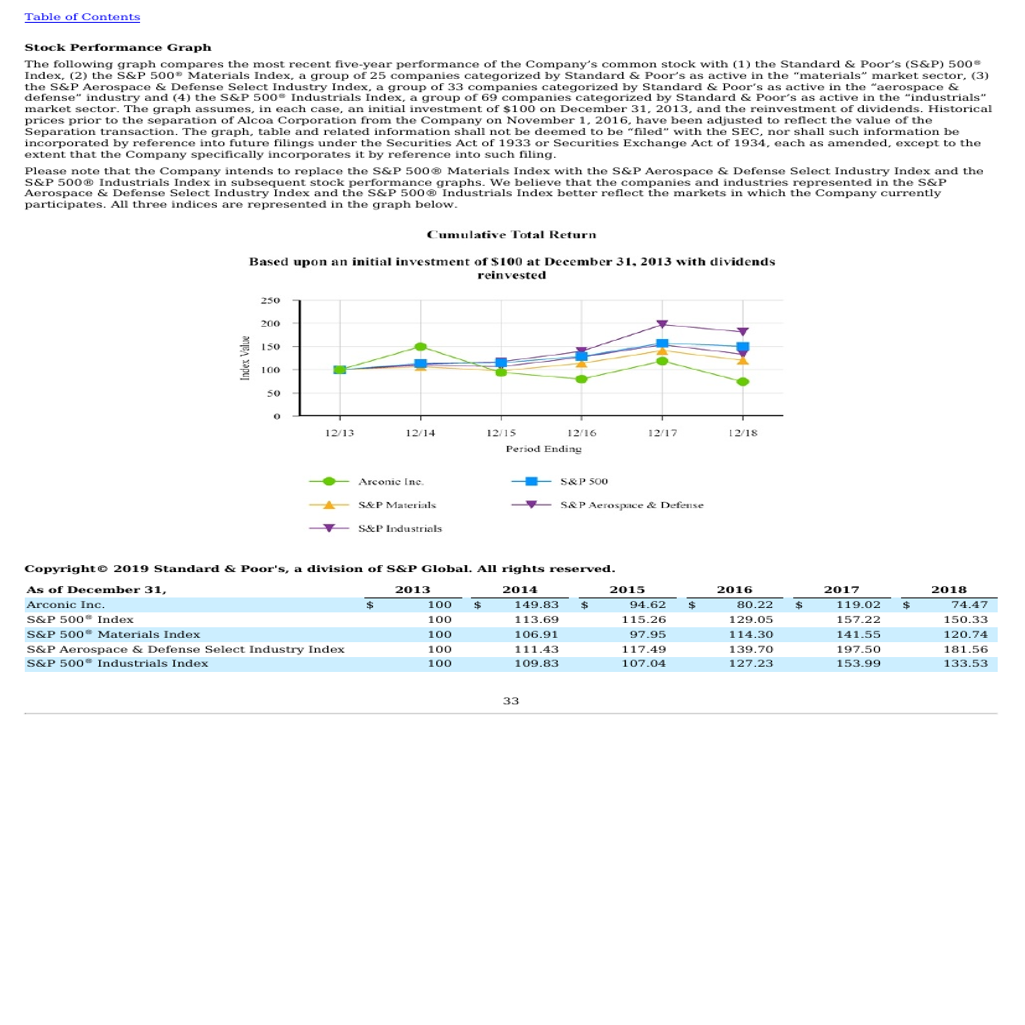 Table of Contents
Stock Performance Graph
The following graph compares the most recent five-year performance of the Company’s common stock with (1) the Standard & Poor’s (S&P) 500®
Index, (2) the S&P 500® Materials Index, a group of 25 companies categorized by Standard & Poor’s as active in the “materials” market sector, (3)
the S&P Aerospace & Defense Select Industry Index, a group of 33 companies categorized by Standard & Poor’s as active in the “aerospace &
defense” industry and (4) the S&P 500® Industrials Index, a group of 69 companies categorized by Standard & Poor’s as active in the “industrials”
market sector. The graph assumes, in each case, an initial investment of $100 on December 31, 2013, and the reinvestment of dividends. Historical
prices prior to the separation of Alcoa Corporation from the Company on November 1, 2016, have been adjusted to reflect the value of the
Separation transaction. The graph, table and related information shall not be deemed to be “filed” with the SEC, nor shall such information be
incorporated by reference into future filings under the Securities Act of 1933 or Securities Exchange Act of 1934, each as amended, except to the
extent that the Company specifically incorporates it by reference into such filing.
Please note that the Company intends to replace the S&P 500® Materials Index with the S&P Aerospace & Defense Select Industry Index and the
S&P 500® Industrials Index in subsequent stock performance graphs. We believe that the companies and industries represented in the S&P
Aerospace & Defense Select Industry Index and the S&P 500® Industrials Index better reflect the markets in which the Company currently
participates. All three indices are represented in the graph below.
Cumulative Total Return
Based upon an initial investment of $100 at December 31, 2013 with dividends
reinvested
250
200
150
100
50
0
Index Value
12/13 12/14 12/15 12/16 12/17 12/18
Period Ending
Arconic Inc. S&P 500
S&P Materials S&P Aerospace & Defense
S&P Industrials
Copyright© 2019 Standard & Poor's, a division of S&P Global. All rights reserved.
As of December 31, 2013 2014 2015 2016 2017 2018
Arconic Inc. $ 100 $ 149.83 $ 94.62 $ 80.22 $ 119.02 $ 74.47
S&P 500® Index 100 113.69 115.26 129.05 157.22 150.33
S&P 500® Materials Index 100 106.91 97.95 114.30 141.55 120.74
S&P Aerospace & Defense Select Industry Index 100 111.43 117.49 139.70 197.50 181.56
S&P 500® Industrials Index 100 109.83 107.04 127.23 153.99 133.53
33